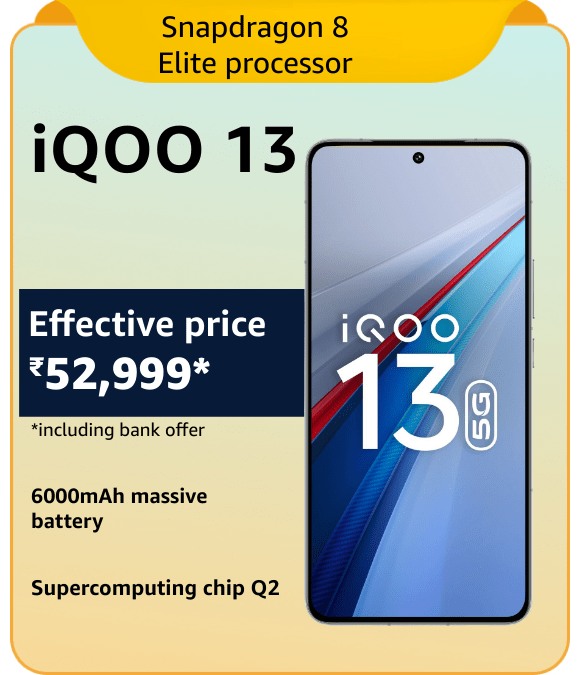 Snapdragon 8
Elite processor
iQOO 13
Effective price
₹52,999*
*including bank offer
6000mAh massive
battery
Supercomputing chip Q2
iQOO
13 5G